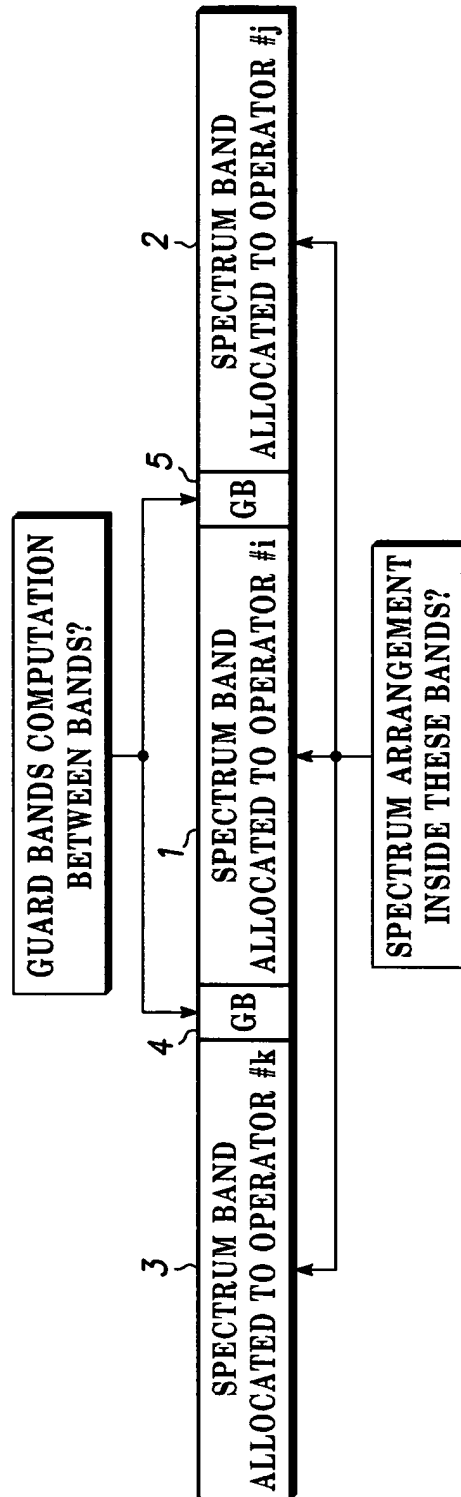 GUARD BANDS COMPUTATION
BETWEEN BANDS?
3
4
1
5
2
SPECTRUM BAND
ALLOCATED TO OPERATOR #k
GB
SPECTRUM BAND
ALLOCATED TO OPERATOR #i
GB
SPECTRUM BAND
ALLOCATED TO OPERATOR #j
SPECTRUM ARRANGEMENT
INSIDE THESE BANDS?